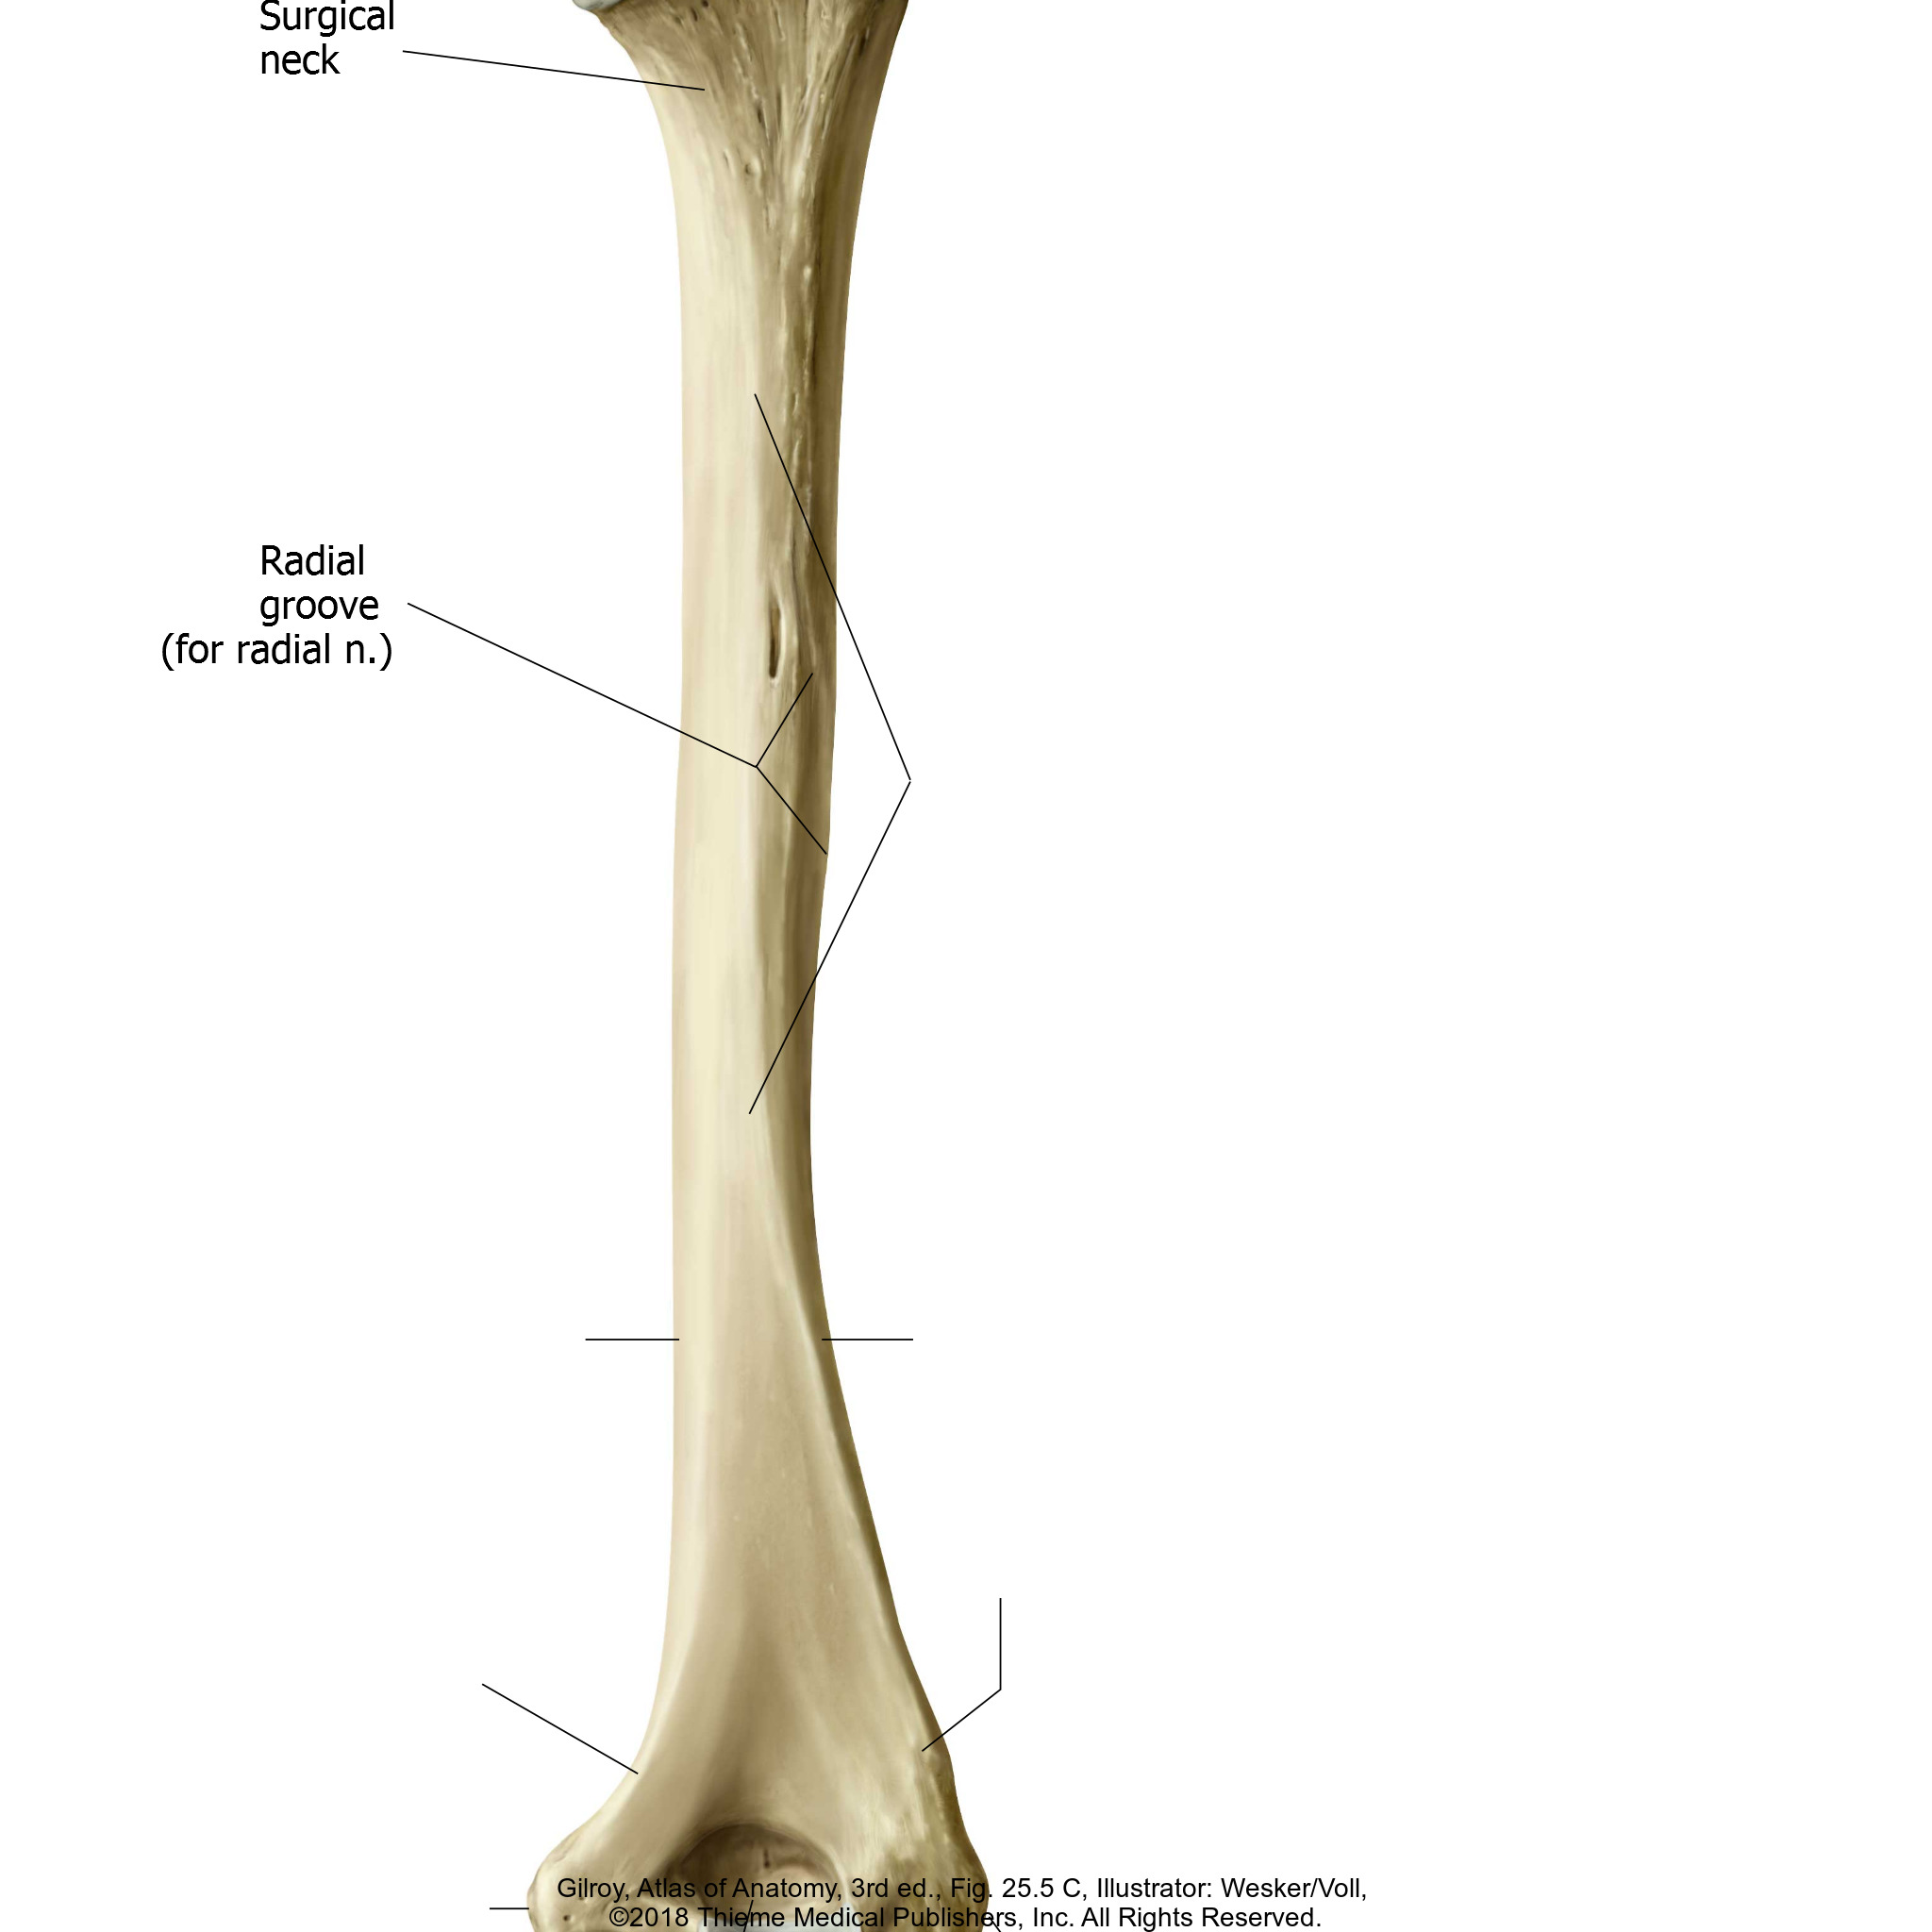 Surgical
neck
Radial
groove
(for radial n.)
Gilroy, Atlas of Anatomy, 3rd ed., Fig. 25.5 C, Illustrator: Wesker/Voll,
©2018 Thieme Medical Publishers, Inc. All Rights Reserved.